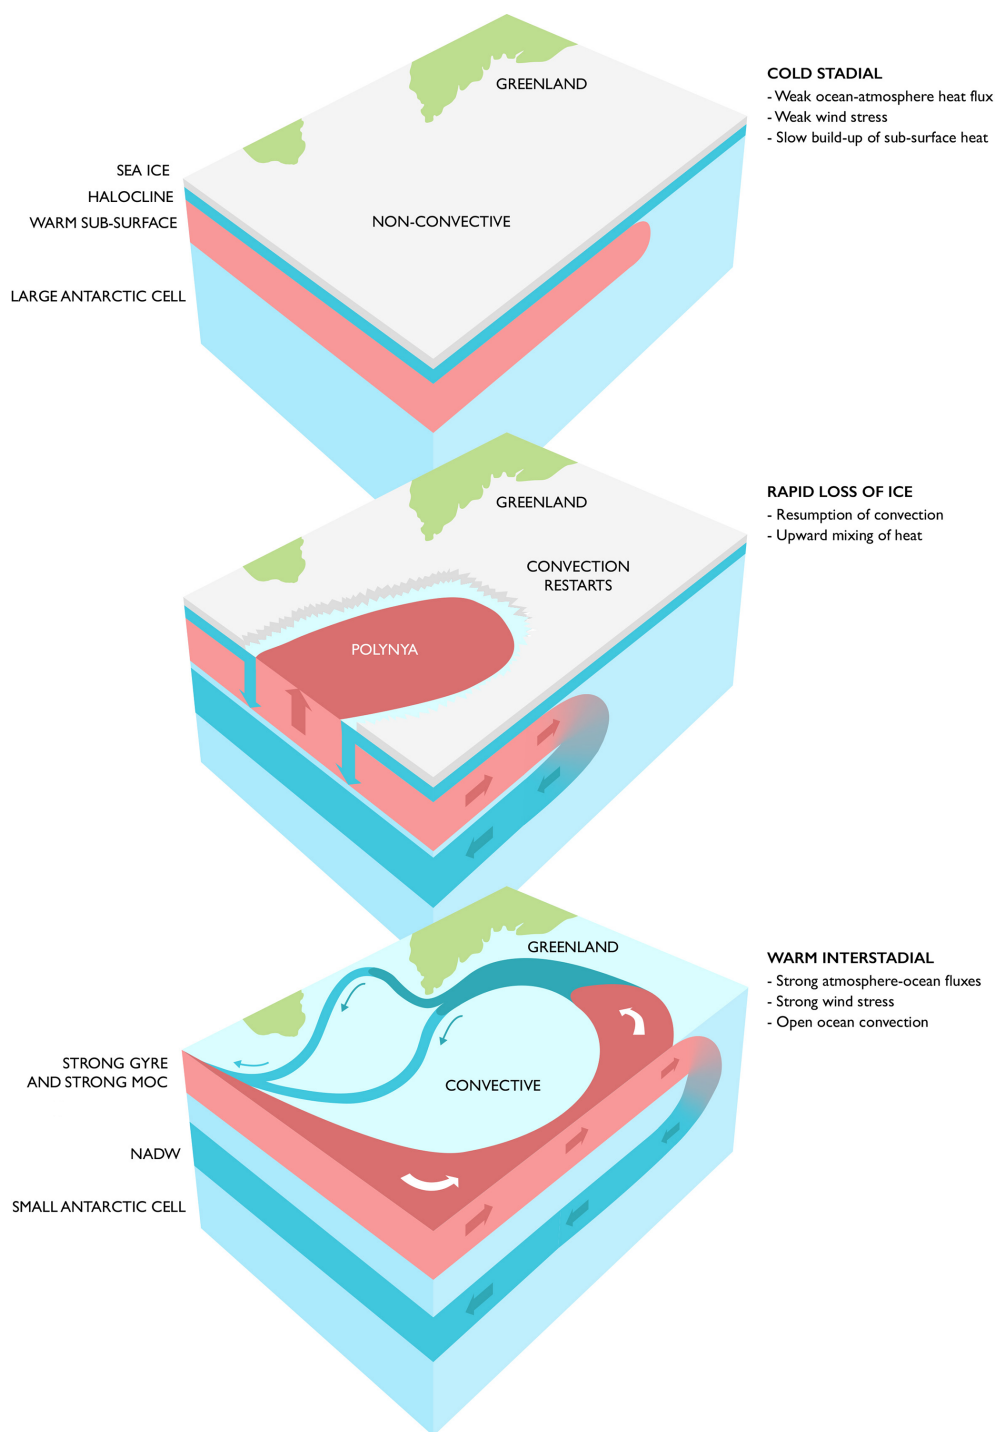 GREENLAND
COLD STADIAL
- Weak ocean-atmosphere heat flux
- Weak wind stress
- Slow build-up of sub-surface heat
SEA ICE
HALOCLINE
WARM SUB-SURFACE
NON-CONVECTIVE
LARGE ANTARCTIC CELL
GREENLAND
RAPID LOSS OF ICE
- Resumption of convection
- Upward mixing of heat
CONVECTION
RESTARTS
POLYNYA
GREENLAND
WARM INTERSTADIAL
- Strong atmosphere-ocean fluxes
- Strong wind stress
- Open ocean convection
STRONG GYRE
AND STRONG MOC
CONVECTIVE
NADW
SMALL ANTARCTIC CELL